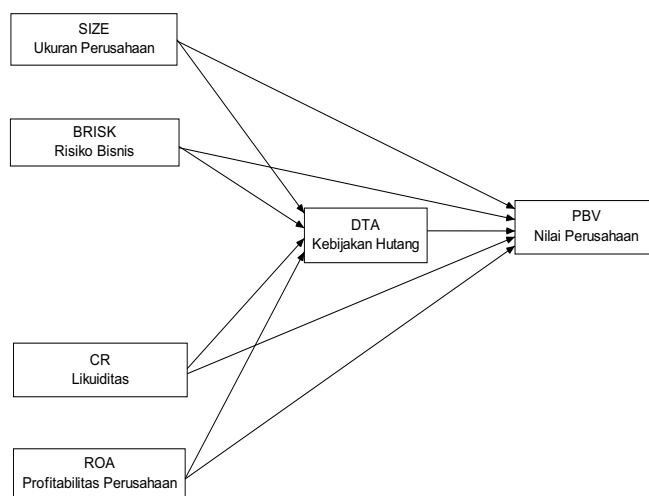 SIZE
Ukuran Perusahaan
BRISK
Risiko Bisnis
DTA
Kebijakan Hutang
PBV
Nilai Perusahaan
CR
Likuiditas
ROA
Profitabilitas Perusahaan